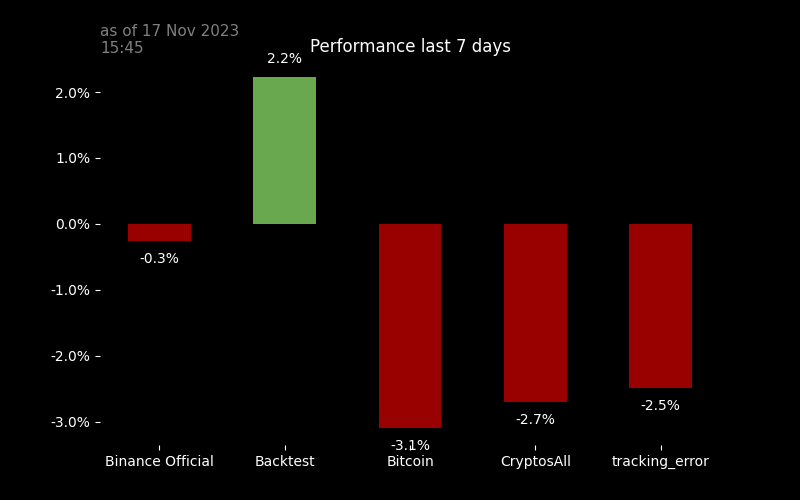 as of 17 Nov 2023
15:45
Performance last 7 days
2.2%
2.0%
1.0%
0.0%
-0.3%
-1.0%
-2.0%
-2.5%
-2.7%
-3.0%
-3.1%
Binance Official
Backtest
Bitcoin
CryptosAll
tracking_error